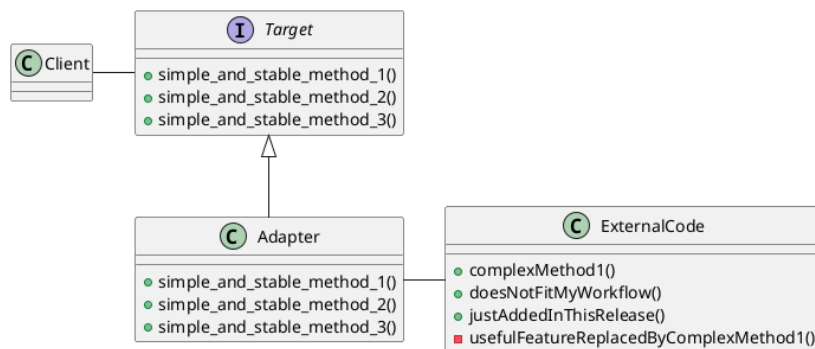 C Client
I Target
simple_and_stable_method_1()
simple_and_stable_method_2()
simple_and_stable_method_3()
C Adapter
simple_and_stable_method_1()
simple_and_stable_method_2()
simple_and_stable_method_3()
C ExternalCode
complexMethod1()
doesNotFitMyWorkflow()
justAddedInThisRelease()
usefulFeatureReplacedByComplexMethod1()